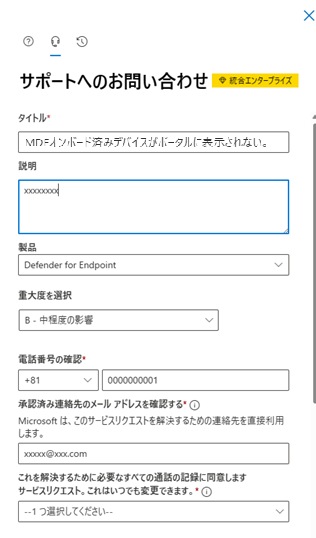 サポートへのお問い合わせ 統合エンタープライズ
タイトル*
MDEオンボード済みデバイスがポータルに表示されない。
説明
xxxxxxxx
製品
Defender for Endpoint
重大度を選択
B - 中程度の影響
電話番号の確認*
+81 0000000001
承認済み連絡先のメール アドレスを確認する*
Microsoft は、このサービスリクエストを解決するための連絡先を直接利用
します。
xxxxx@xxx.com
これを解決するために必要なすべての通話の記録に同意します
サービスリクエスト。これはいつでも変更できます。*
--1 つ選択してください--